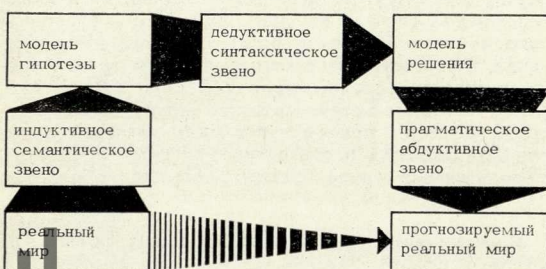 модель
гипотезы
дедуктивное
синтаксическое
звено
модель
решения
индуктивное
семантическое
звено
прагматическое
абдуктивное
звено
реальный
мир
прогнозируемый
реальный мир